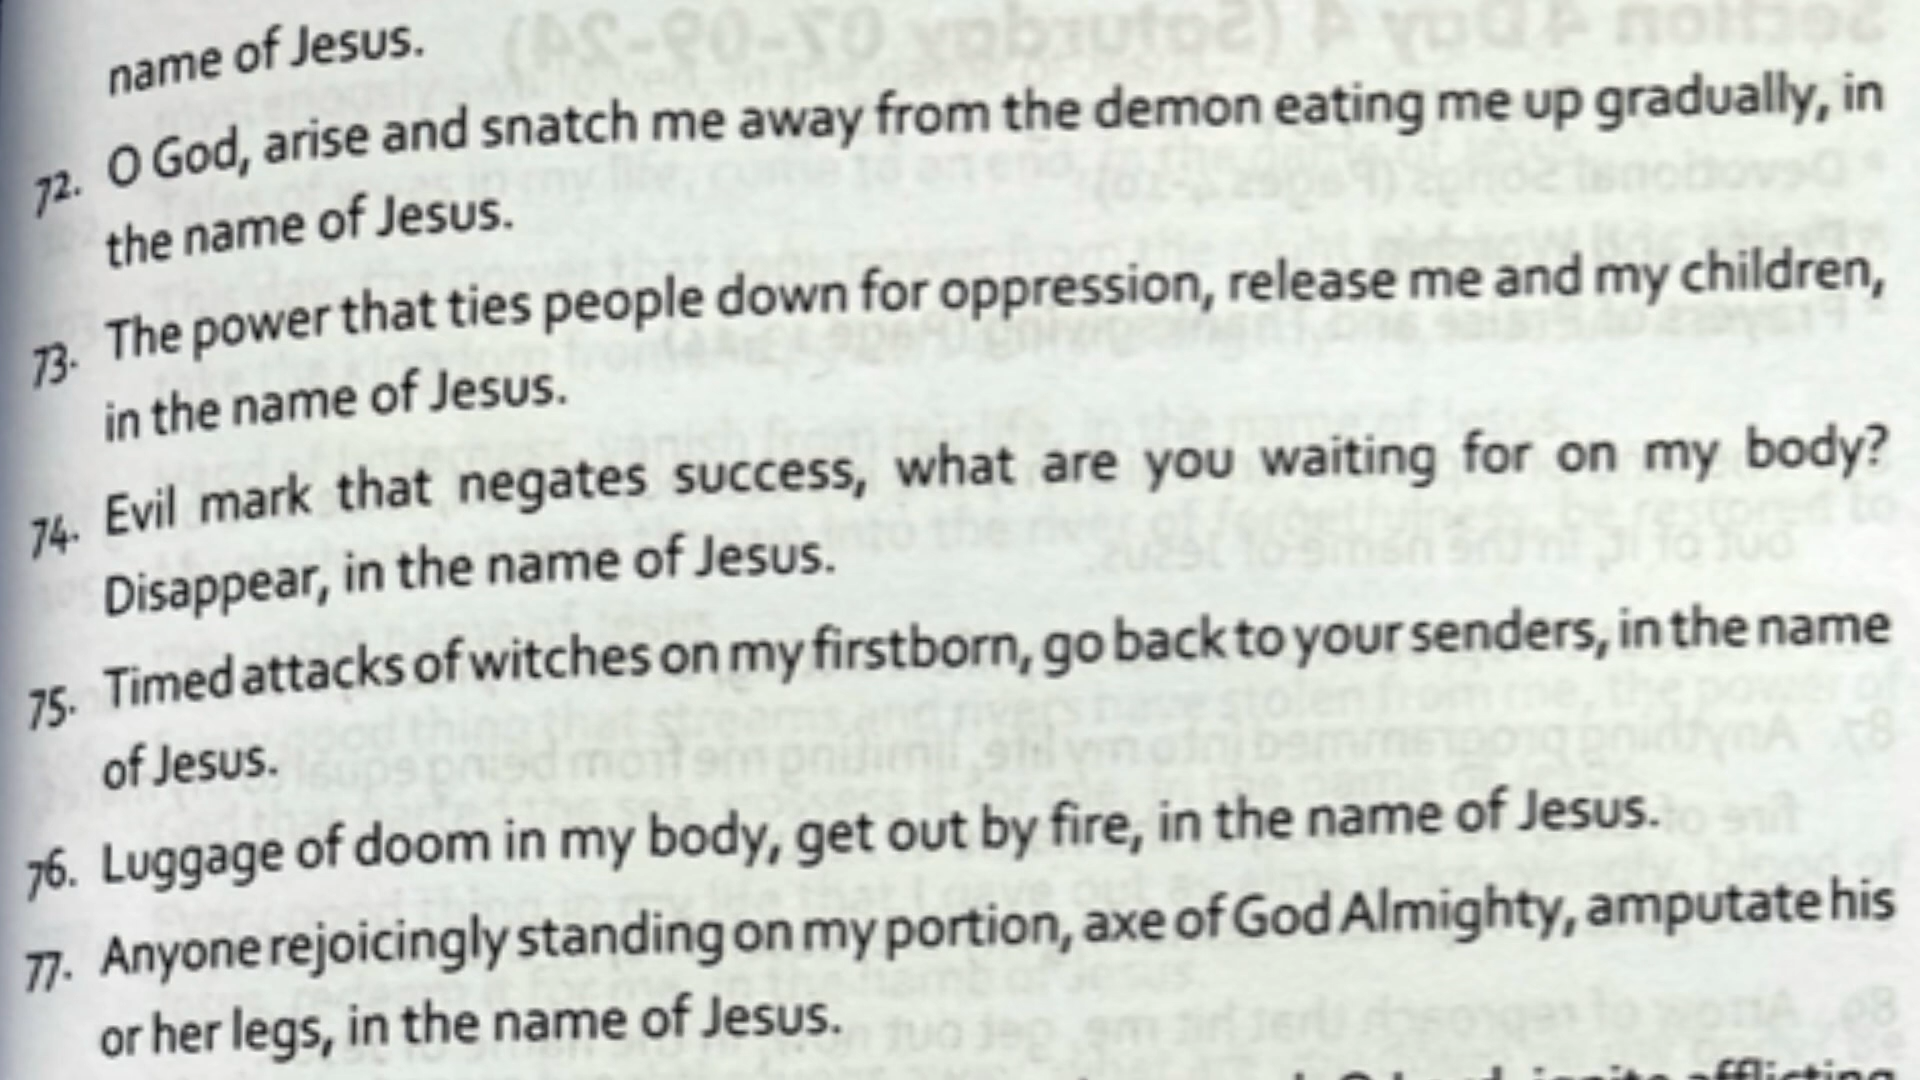 name of Jesus.
72. O God, arise and snatch me away from the demon eating me up gradually, in
the name of Jesus.
73. The power that ties people down for oppression, release me and my children,
in the name of Jesus.
74. Evil mark that negates success, what are you waiting for on my body?
Disappear, in the name of Jesus.
75. Timed attacks of witches on my firstborn, go back to your senders, in the name
of Jesus.
76. Luggage of doom in my body, get out by fire, in the name of Jesus.
77. Anyone rejoicingly standing on my portion, axe of God Almighty, amputate his
or her legs, in the name of Jesus.
ignite afflicting